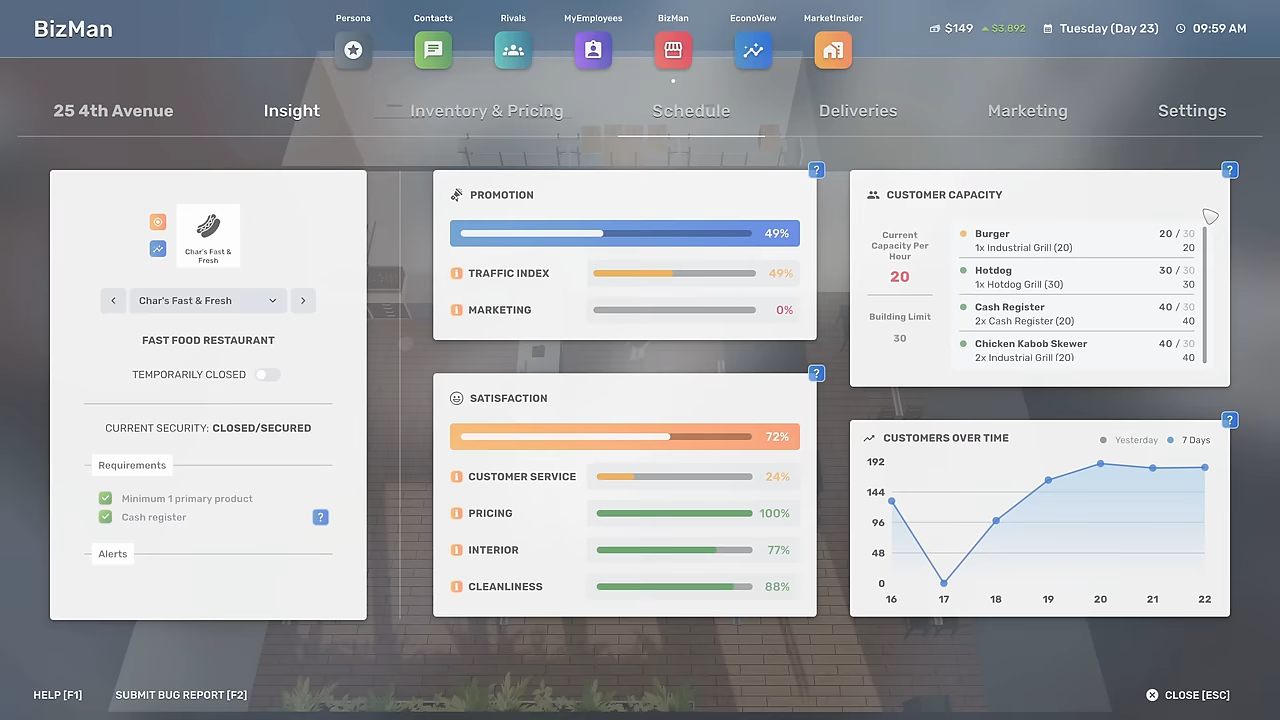 BizMan
Persona
Contacts
Rivals
MyEmployees
BizMan
EconoView
MarketInsider
$149
$3,892
Tuesday (Day 23)
09:59 AM
25 4th Avenue
Insight
Inventory & Pricing
Schedule
Deliveries
Marketing
Settings
Char's Fast &
Fresh
Char's Fast & Fresh
FAST FOOD RESTAURANT
TEMPORARILY CLOSED
CURRENT SECURITY: CLOSED/SECURED
Requirements
Minimum 1 primary product
Cash register
?
Alerts
?
PROMOTION
49%
TRAFFIC INDEX 49%
MARKETING 0%
?
SATISFACTION
72%
CUSTOMER SERVICE 24%
PRICING 100%
INTERIOR 77%
CLEANLINESS 88%
?
CUSTOMER CAPACITY
Current
Capacity Per
Hour
20
Building Limit
30
Burger 20 / 30
1x Industrial Grill (20) 20
Hotdog 30 / 30
1x Hotdog Grill (30) 30
Cash Register 40 / 30
2x Cash Register (20) 40
Chicken Kabob Skewer 40 / 30
2x Industrial Grill (20) 40
?
CUSTOMERS OVER TIME
Yesterday
7 Days
192
144
96
48
0
16 17 18 19 20 21 22
HELP [F1]
SUBMIT BUG REPORT [F2]
CLOSE [ESC]